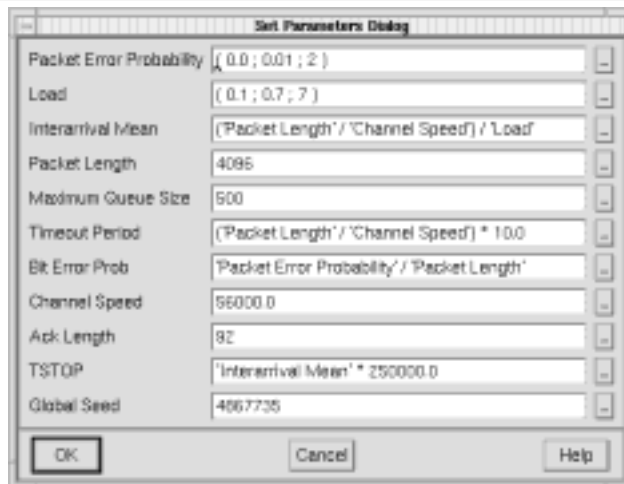 Set Parameters Dialog
Packet Error Probability ( 0.0 ; 0.01 ; 2 )
Load ( 0.1 ; 0.7 ; 7 )
Interarrival Mean ('Packet Length' / 'Channel Speed') / 'Load'
Packet Length 4096
Maximum Queue Size 500
Timeout Period ('Packet Length' / 'Channel Speed') * 10.0
Bit Error Prob 'Packet Error Probability' / 'Packet Length'
Channel Speed 56000.0
Ack Length 92
TSTOP 'Interarrival Mean' * 250000.0
Global Seed 4867735
OK Cancel Help